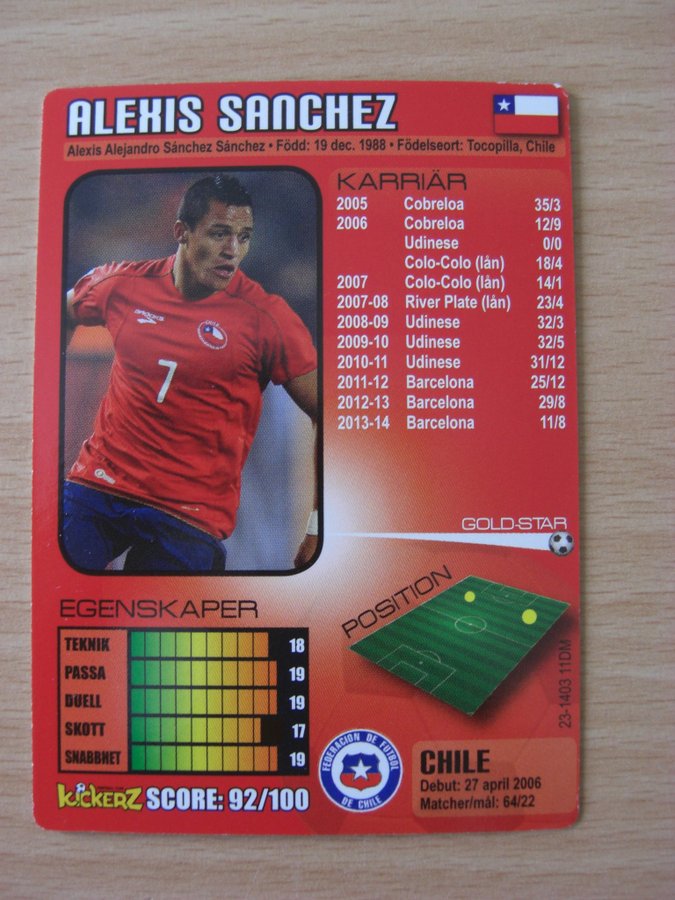 ALEXIS SANCHEZ
Alexis Alejandro Sánchez Sánchez • Född: 19 dec. 1988 • Födelseort: Tocopilla, Chile
KARRIÄR
2005 Cobreloa 35/3
2006 Cobreloa 12/9
Udinese 0/0
Colo-Colo (lån) 18/4
2007 Colo-Colo (lån) 14/1
2007-08 River Plate (lån) 23/4
2008-09 Udinese 32/3
2009-10 Udinese 32/5
2010-11 Udinese 31/12
2011-12 Barcelona 25/12
2012-13 Barcelona 29/8
2013-14 Barcelona 11/8
BROOKS
CHILE
7
GOLD-STAR
EGENSKAPER
TEKNIK 18
PASSA 19
DUELL 19
SKOTT 17
SNABBHET 19
KICKERZ SCORE: 92/100
POSITION
23-1403 11DM
FEDERACION DE FUTBOL
DE CHILE
CHILE
Debut: 27 april 2006
Matcher/mål: 64/22